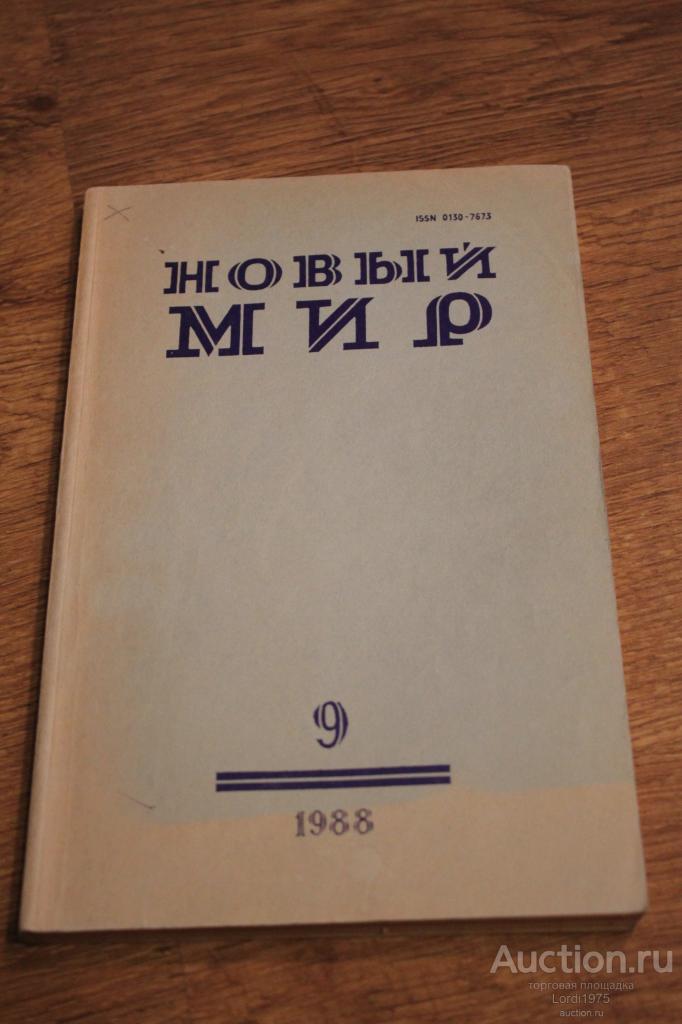 ISSN 0130-7673
НОВЫЙ
МИР
9
1988
Auction.ru
торговая площадка
Lordi1975
auction.ru